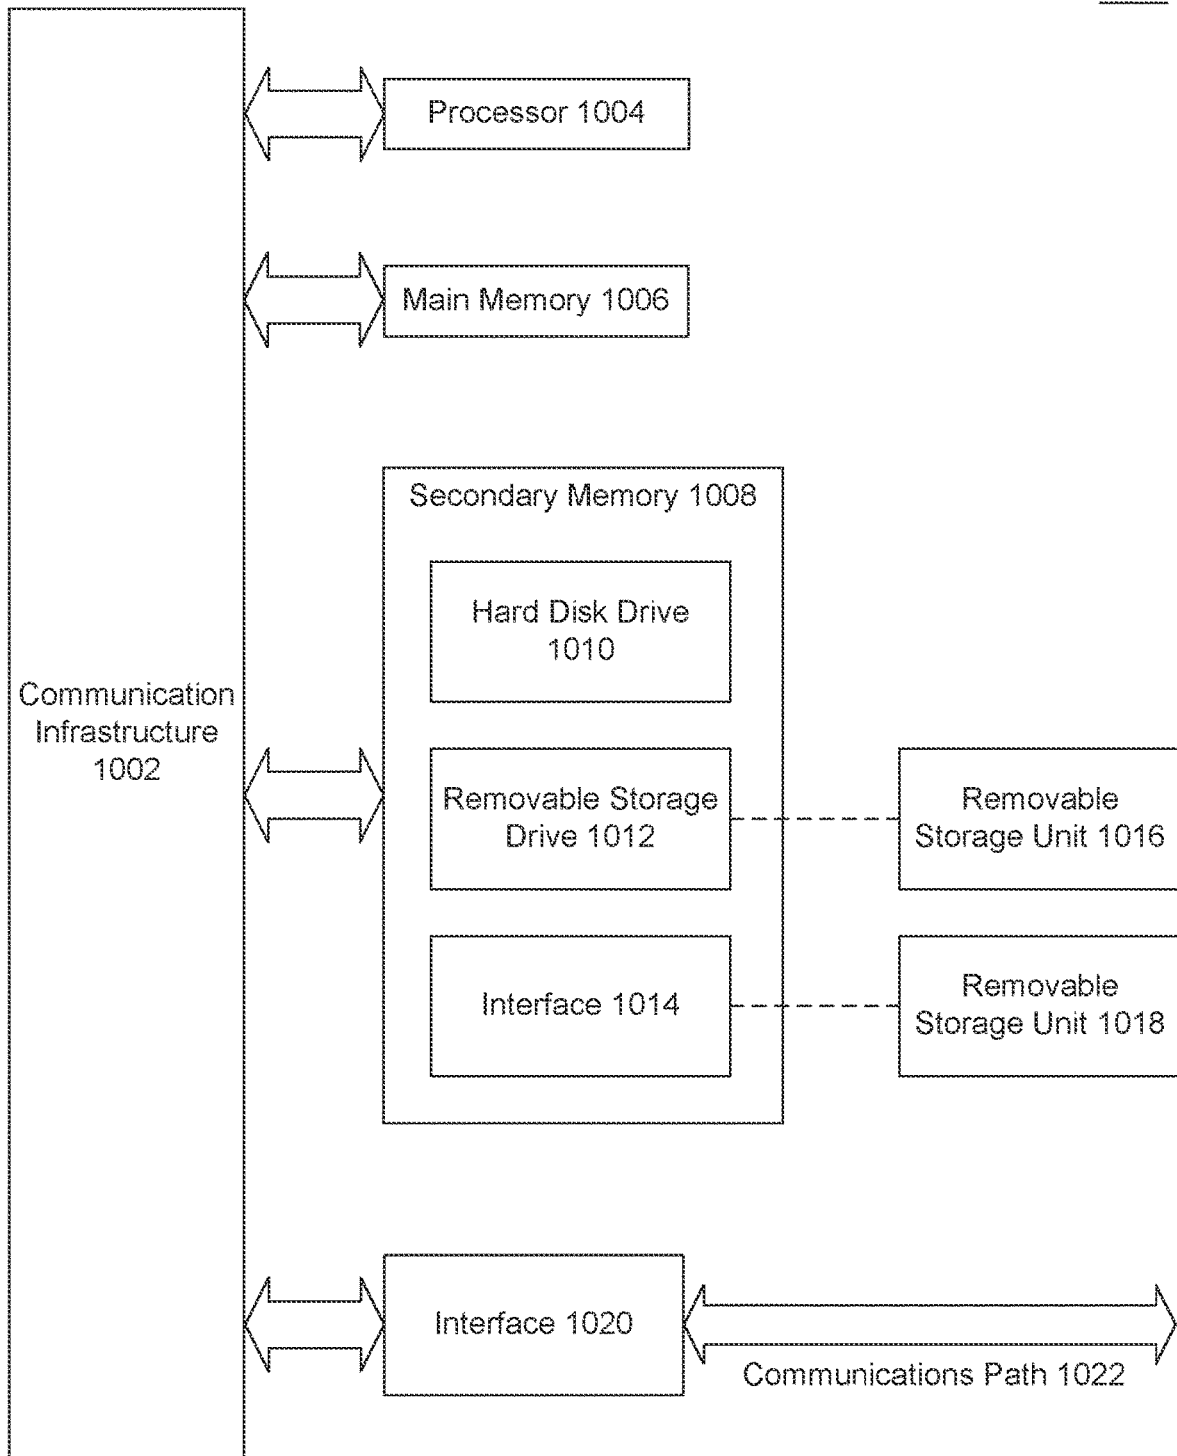 Processor 1004
Main Memory 1006
Secondary Memory 1008
Hard Disk Drive
1010
Communication
Infrastructure
1002
Removable Storage
Drive 1012
Removable
Storage Unit 1016
Interface 1014
Removable
Storage Unit 1018
Interface 1020
Communications Path 1022